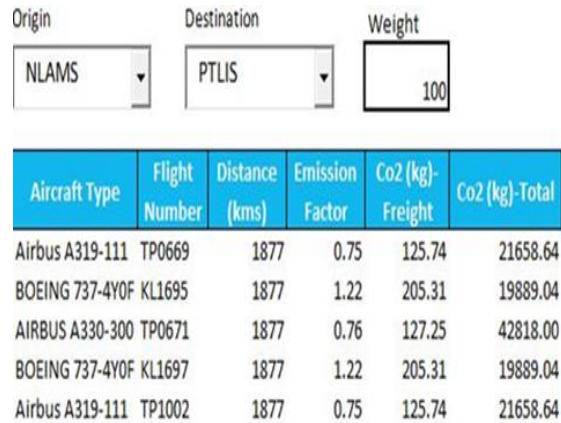 Origin Destination Weight
NLAMS PTLIS 100
Aircraft Type Flight Number Distance (kms) Emission Factor Co2 (kg)-Freight Co2 (kg)-Total
Airbus A319-111 TP0669 1877 0.75 125.74 21658.64
BOEING 737-4Y0F KL1695 1877 1.22 205.31 19889.04
AIRBUS A330-300 TP0671 1877 0.76 127.25 42818.00
BOEING 737-4Y0F KL1697 1877 1.22 205.31 19889.04
Airbus A319-111 TP1002 1877 0.75 125.74 21658.64